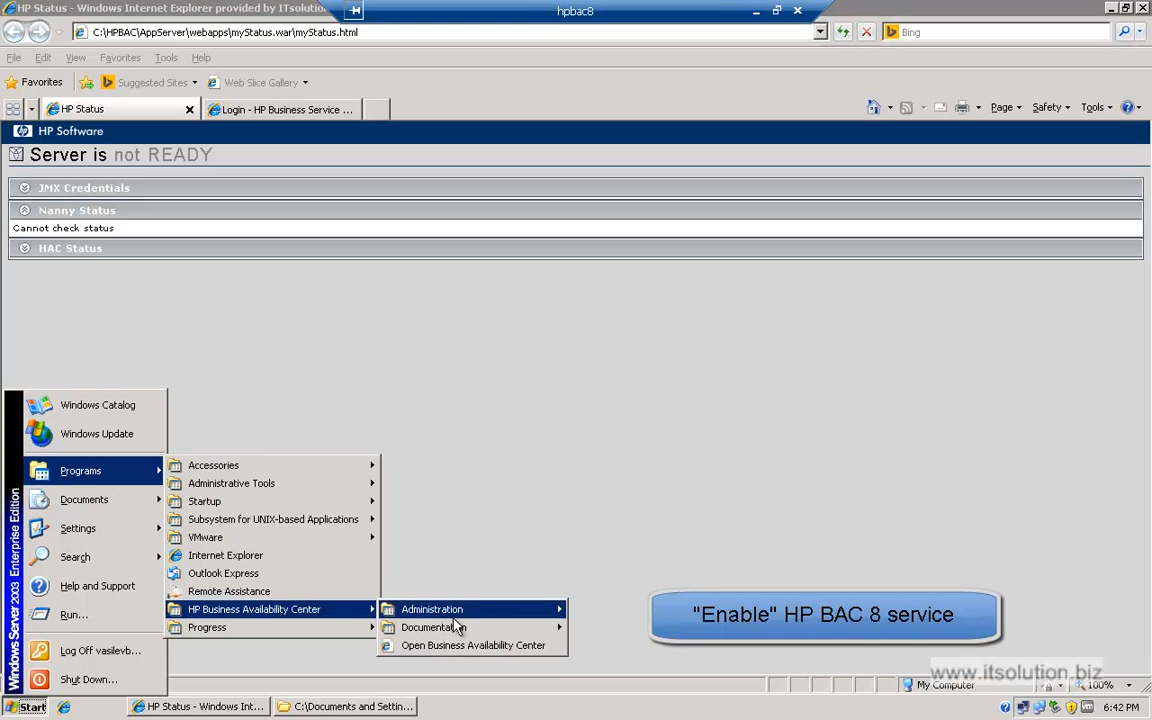 HP Status - Windows Internet Explorer provided by ITsolution
hpbac8
C:\HPBAC\AppServer\webapps\myStatus.war\myStatus.html
Bing
File Edit View Favorites Tools Help
Favorites Suggested Sites Web Slice Gallery
HP Status
Login - HP Business Service ...
Page Safety Tools
HP Software
Server is not READY
JMX Credentials
Nanny Status
Cannot check status
HAC Status
Windows Catalog
Windows Update
Programs
Documents
Settings
Search
Help and Support
Run...
Log Off vasilevb...
Shut Down...
Windows Server 2003 Enterprise Edition
Accessories
Administrative Tools
Startup
Subsystem for UNIX-based Applications
VMware
Internet Explorer
Outlook Express
Remote Assistance
HP Business Availability Center
Progress
Administration
Documentation
Open Business Availability Center
"Enable" HP BAC 8 service
www.itsolution.biz
My Computer
100%
Start
HP Status - Windows Int...
C:\Documents and Settin...
6:42 PM